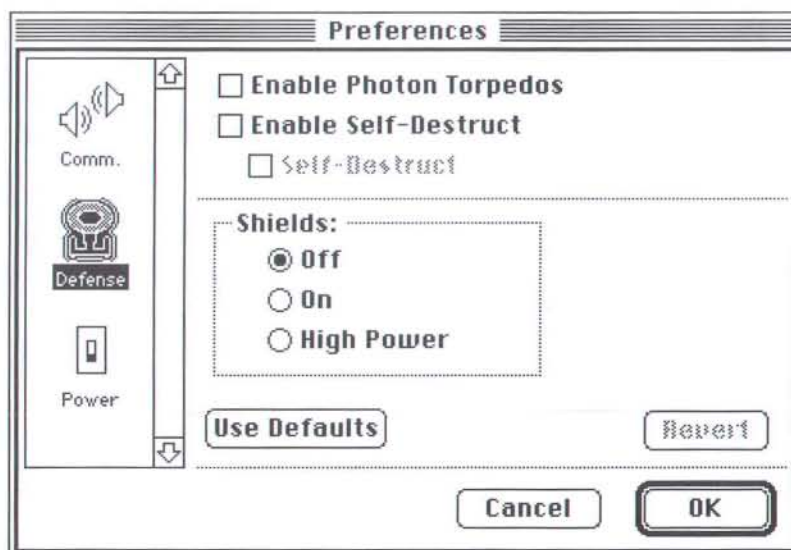 Preferences
Comm.
Defense
Power
Enable Photon Torpedos
Enable Self-Destruct
Self-Destruct
Shields:
Off
On
High Power
Use Defaults
Revert
Cancel
OK